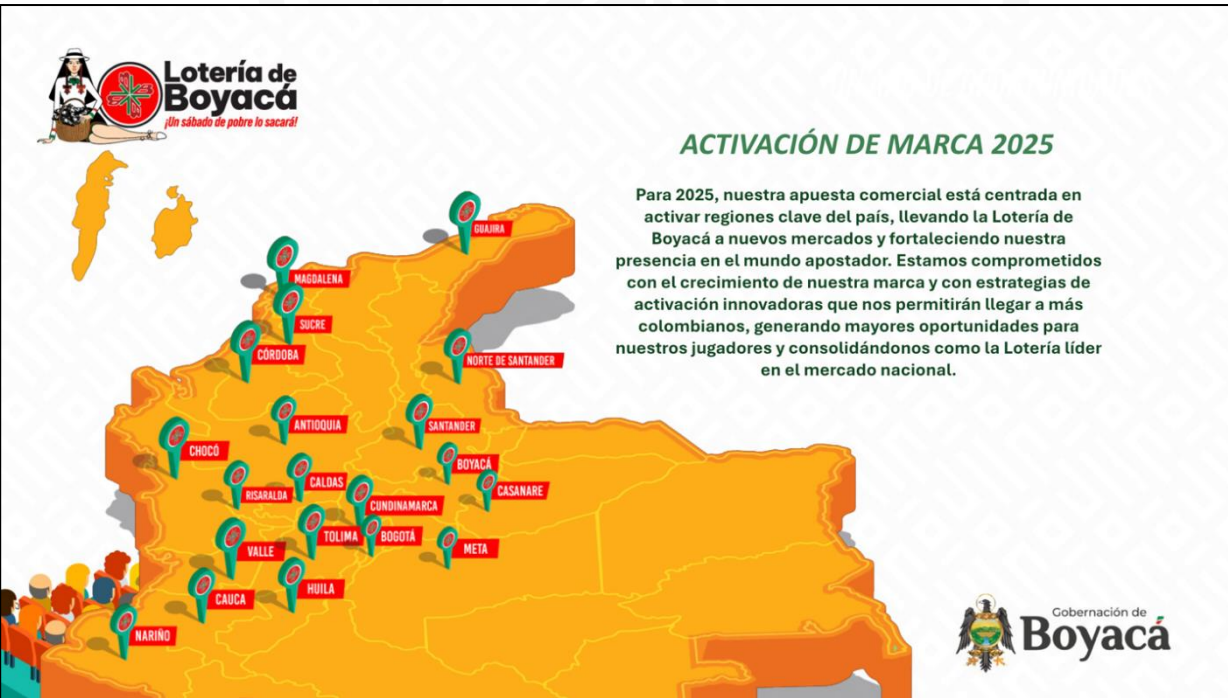 Lotería de
Boyacá
¡Un sábado de pobre lo sacará!
ACTIVACIÓN DE MARCA 2025
Para 2025, nuestra apuesta comercial está centrada en
activar regiones clave del país, llevando la Lotería de
Boyacá a nuevos mercados y fortaleciendo nuestra
presencia en el mundo apostador. Estamos comprometidos
con el crecimiento de nuestra marca y con estrategias de
activación innovadoras que nos permitirán llegar a más
colombianos, generando mayores oportunidades para
nuestros jugadores y consolidándonos como la Lotería líder
en el mercado nacional.
GUAJIRA
MAGDALENA
SUCRE
CÓRDOBA
NORTE DE SANTANDER
ANTIOQUIA
SANTANDER
CHOCÓ
BOYACÁ
CALDAS
RISARALDA
CASANARE
CUNDINAMARCA
TOLIMA
BOGOTÁ
VALLE
META
HUILA
CAUCA
NARIÑO
Gobernación de
Boyacá